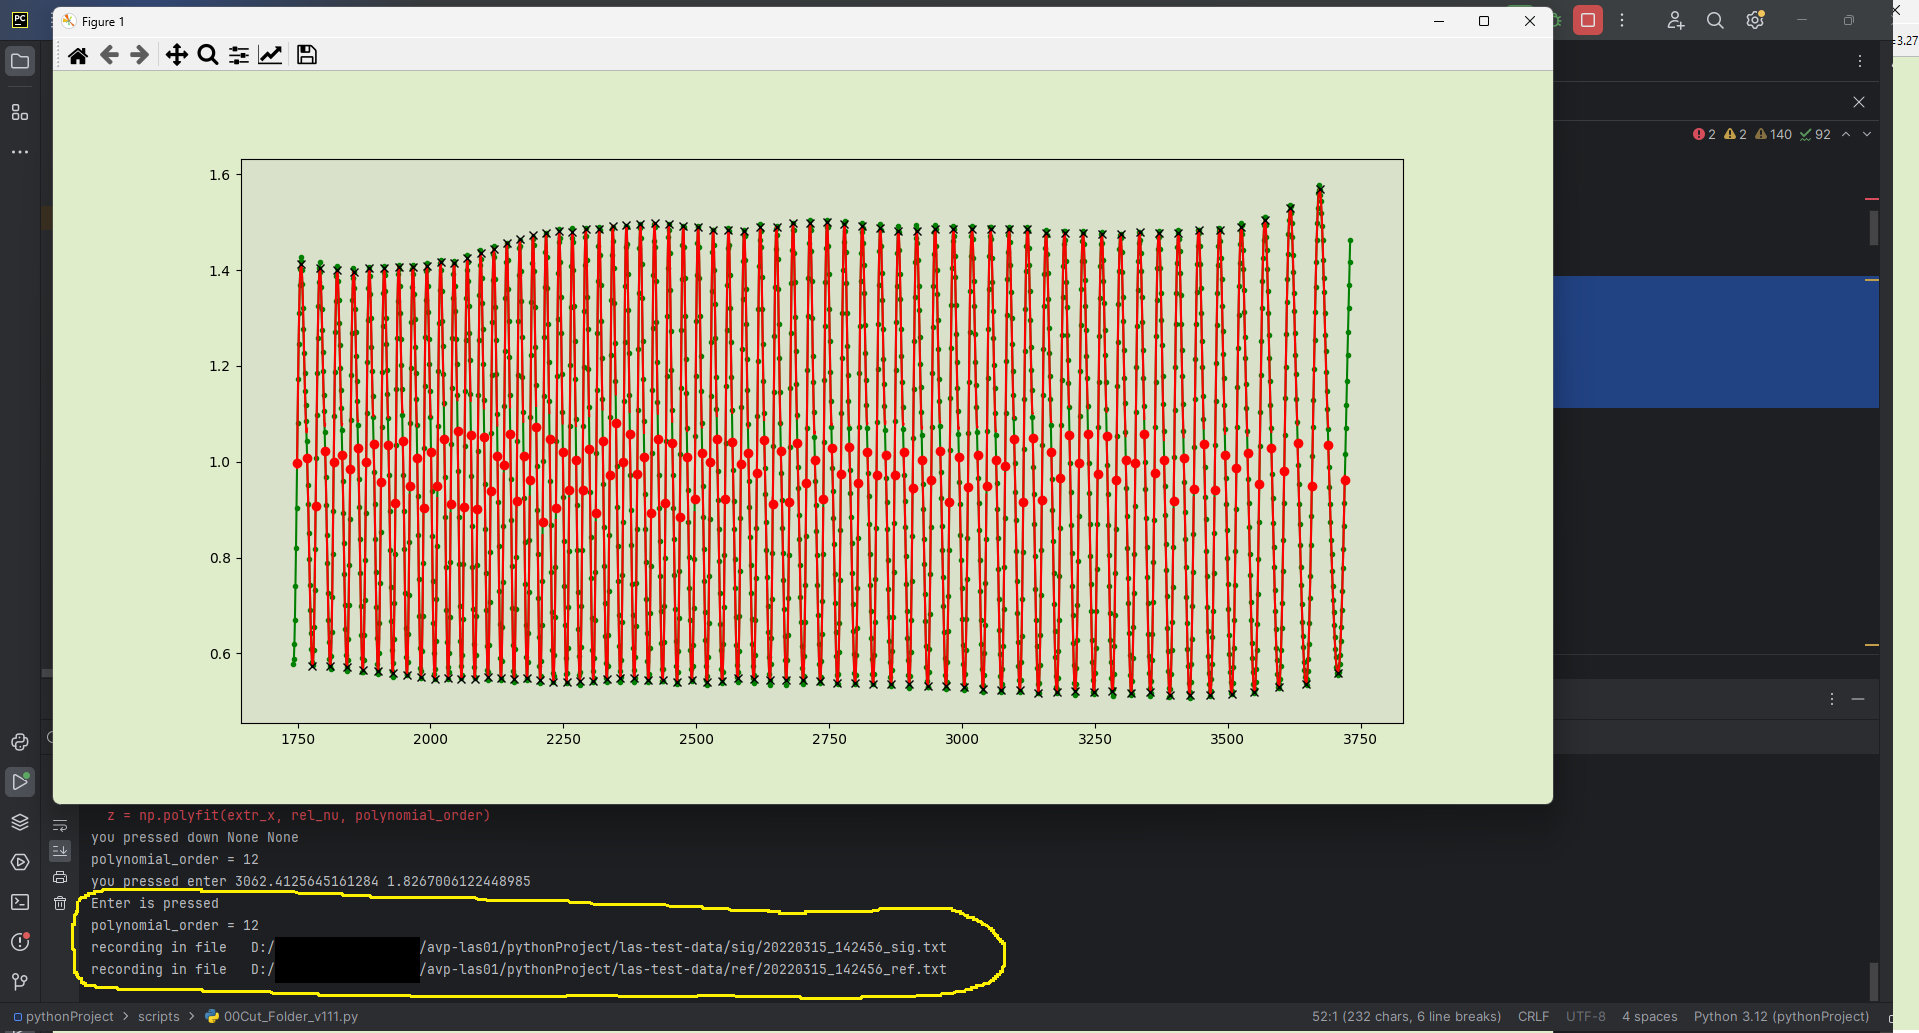 PC
Figure 1
=3.27
2 2 140 92
1.6
1.4
1.2
1.0
0.8
0.6
1750 2000 2250 2500 2750 3000 3250 3500 3750
z = np.polyfit(extr_x, rel_nu, polynomial_order)
you pressed down None None
polynomial_order = 12
you pressed enter 3062.4125645161284 1.8267006122448985
Enter is pressed
polynomial_order = 12
recording in file D:/ /avp-las01/pythonProject/las-test-data/sig/20220315_142456_sig.txt
recording in file D:/ /avp-las01/pythonProject/las-test-data/ref/20220315_142456_ref.txt
pythonProject > scripts > 00Cut_Folder_v111.py 52:1 (232 chars, 6 line breaks) CRLF UTF-8 4 spaces Python 3.12 (pythonProject)